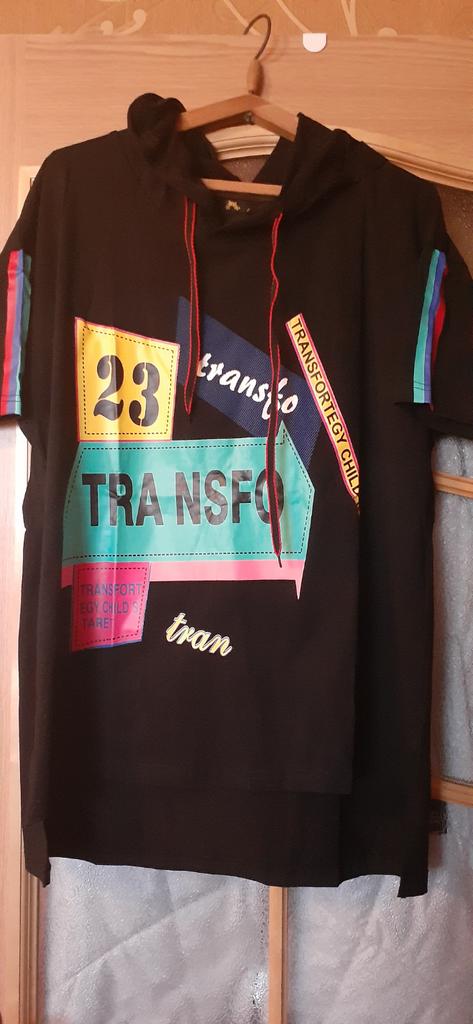 23
transfo
TRANSFORTEGY CHILD
TRA NSFO
TRANSFORT
EGY CHILD'S
TARET
tran